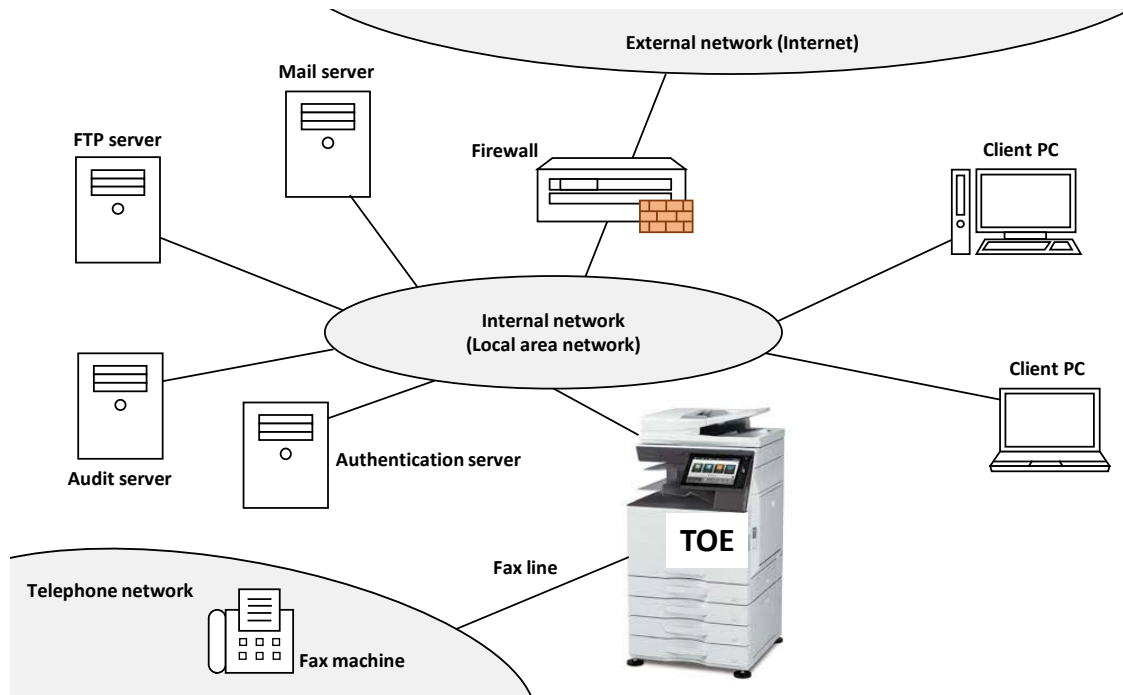 External network (Internet)
Mail server
FTP server
Firewall
Client PC
Internal network
(Local area network)
Client PC
Audit server
Authentication server
TOE
Fax line
Telephone network
Fax machine